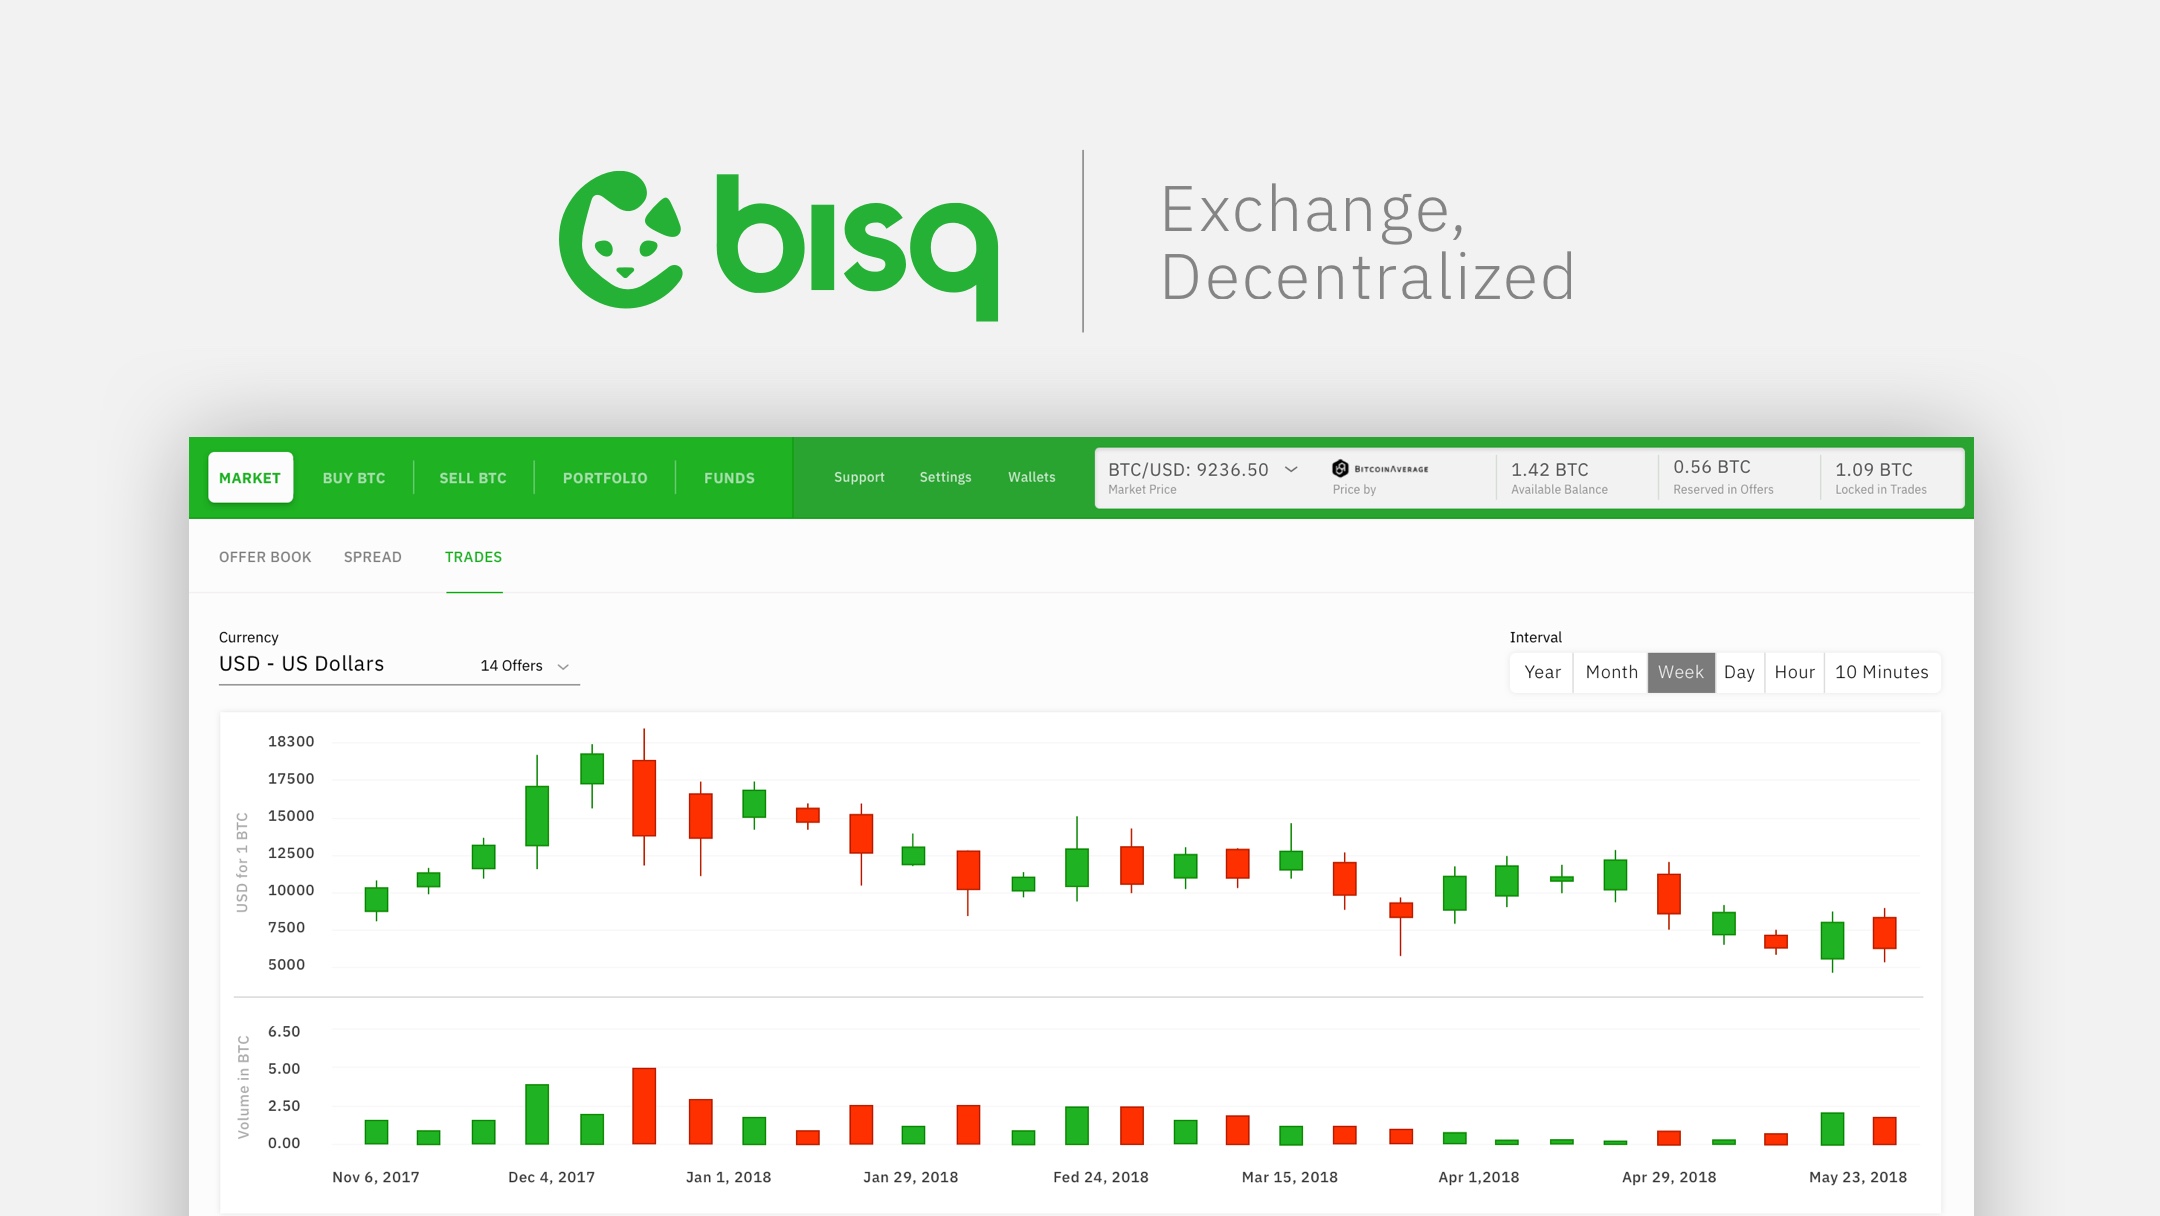 bisq
Exchange,
Decentralized
MARKET BUY BTC SELL BTC PORTFOLIO FUNDS Support Settings Wallets
BTC/USD: 9236.50
Market Price
BITCOINAVERAGE
Price by
1.42 BTC
Available Balance
0.56 BTC
Reserved in Offers
1.09 BTC
Locked in Trades
OFFER BOOK SPREAD TRADES
Currency
USD - US Dollars 14 Offers
Interval
Year Month Week Day Hour 10 Minutes
USD for 1 BTC
18300
17500
15000
12500
10000
7500
5000
Volume in BTC
6.50
5.00
2.50
0.00
Nov 6, 2017 Dec 4, 2017 Jan 1, 2018 Jan 29, 2018 Fed 24, 2018 Mar 15, 2018 Apr 1,2018 Apr 29, 2018 May 23, 2018